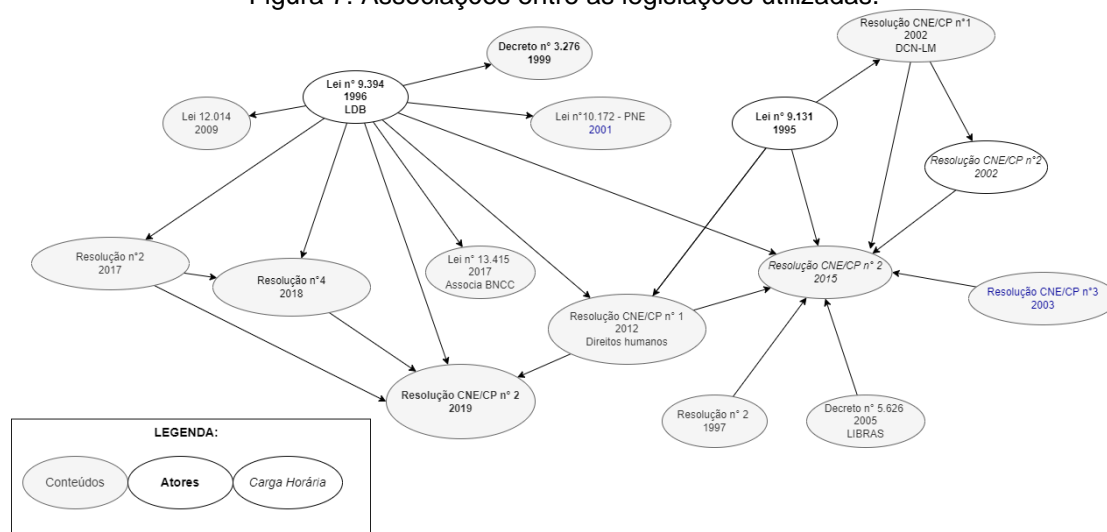 Figura 7: Associações entre as legislações utilizadas.
Resolução CNE/CP n°1
2002
DCN-LM
Decreto n° 3.276
1999
Lei n° 9.394
1996
LDB
Lei 12.014
2009
Lei n°10.172 - PNE
2001
Lei n° 9.131
1995
Resolução CNE/CP n°2
2002
Resolução n°2
2017
Resolução n°4
2018
Lei n° 13.415
2017
Associa BNCC
Resolução CNE/CP n° 2
2015
Resolução CNE/CP n°3
2003
Resolução CNE/CP n° 1
2012
Direitos humanos
Resolução CNE/CP n° 2
2019
Resolução n° 2
1997
Decreto n° 5.626
2005
LIBRAS
LEGENDA:
Conteúdos
Atores
Carga Horária